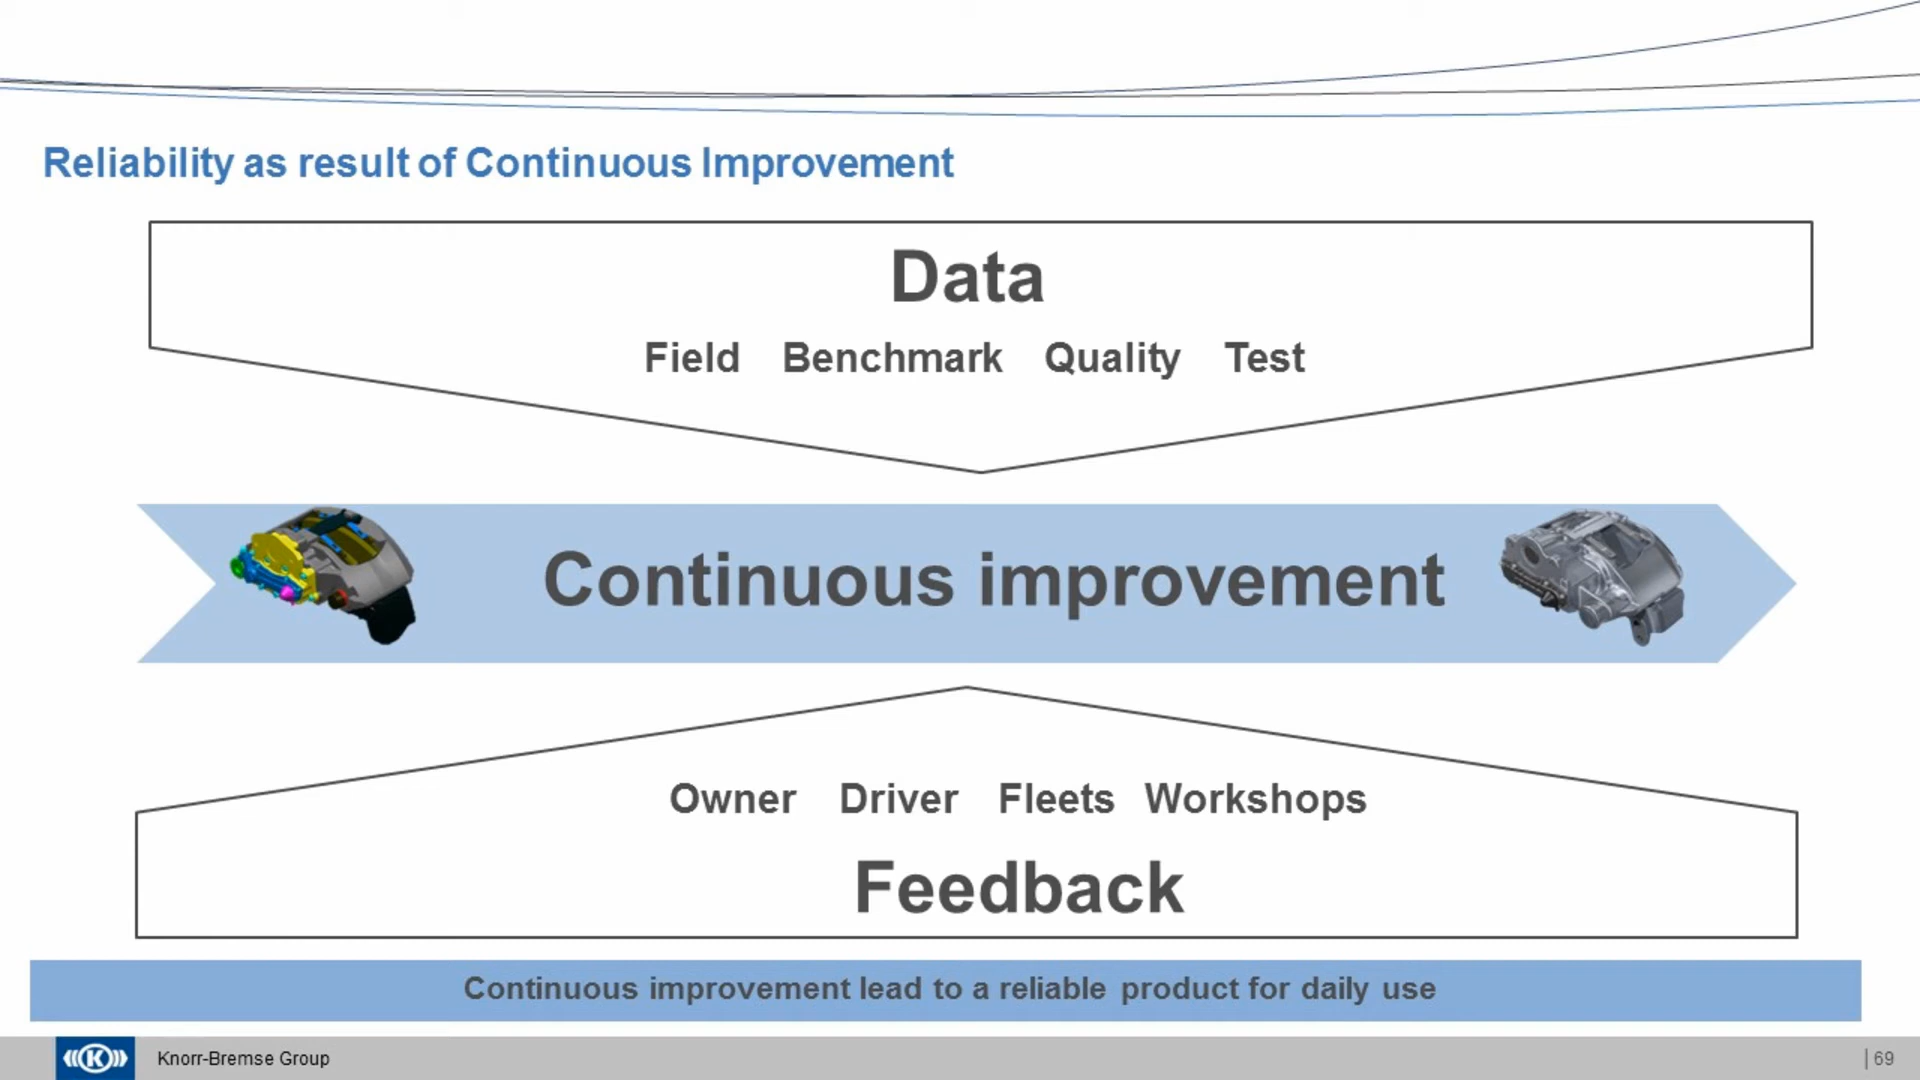 Reliability as result of Continuous Improvement
Data
Field Benchmark Quality Test
Continuous improvement
Owner Driver Fleets Workshops
Feedback
Continuous improvement lead to a reliable product for daily use
K Knorr-Bremse Group
| 69